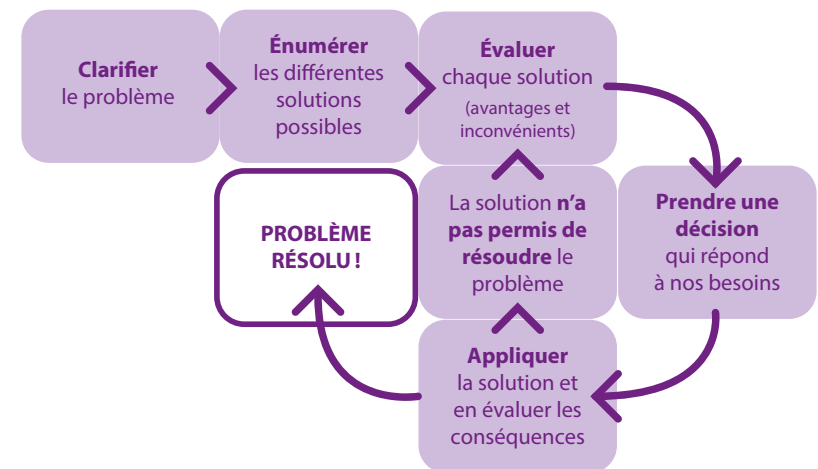 Clarifier
le problème
Énumérer
les différentes
solutions
possibles
Évaluer
chaque solution
(avantages et
inconvénients)
Prendre une
décision
qui répond
à nos besoins
Appliquer
la solution et
en évaluer les
conséquences
La solution n’a
pas permis de
résoudre le
problème
PROBLÈME
RÉSOLU !